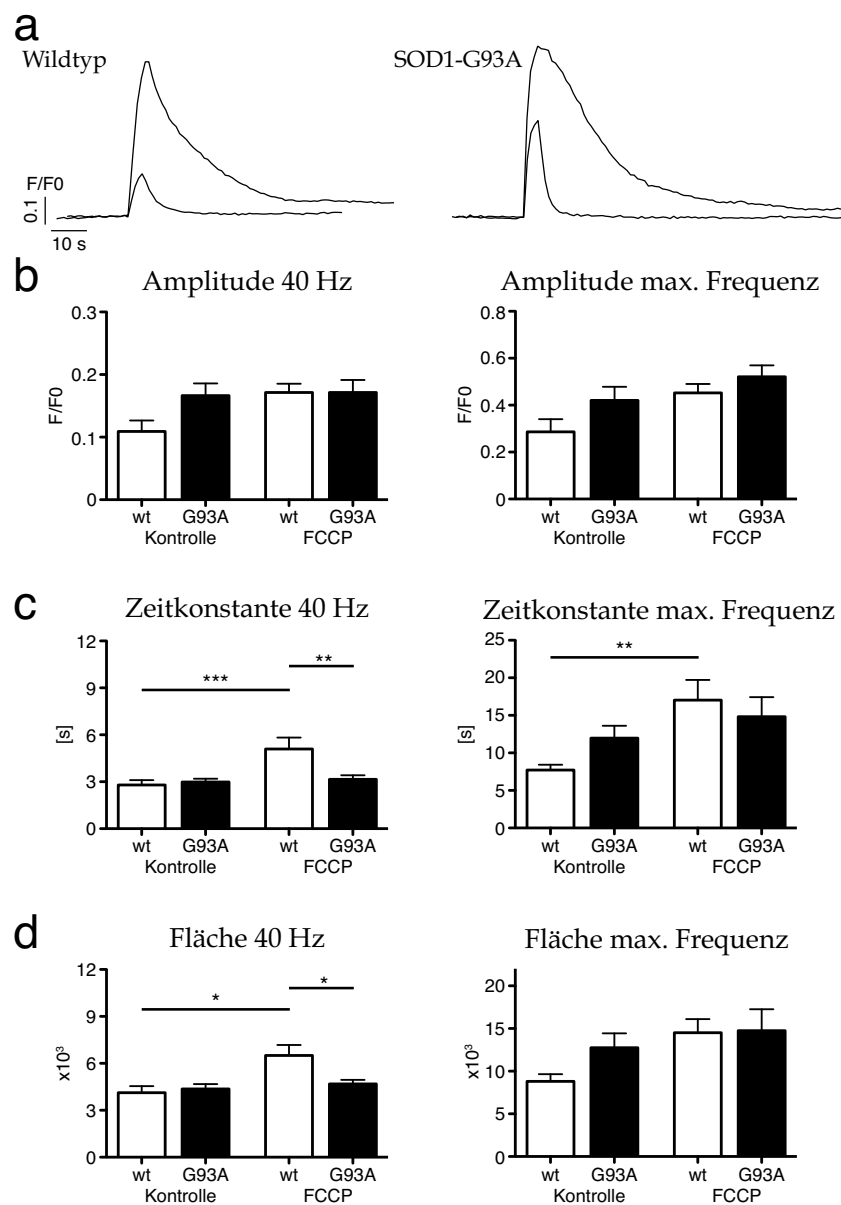 a
Wildtyp
SOD1-G93A
F/F0
0.1
10 s
b
Amplitude 40 Hz
F/F0
0.3
0.2
0.1
0
wt G93A wt G93A
Kontrolle FCCP
Amplitude max. Frequenz
F/F0
0.8
0.6
0.4
0.2
0
wt G93A wt G93A
Kontrolle FCCP
c
Zeitkonstante 40 Hz
[s]
12
9
6
3
0
***
**
wt G93A wt G93A
Kontrolle FCCP
Zeitkonstante max. Frequenz
[s]
25
20
15
10
5
0
**
wt G93A wt G93A
Kontrolle FCCP
d
Fläche 40 Hz
x10³
12
9
6
3
0
*
*
wt G93A wt G93A
Kontrolle FCCP
Fläche max. Frequenz
x10³
20
15
10
5
0
wt G93A wt G93A
Kontrolle FCCP